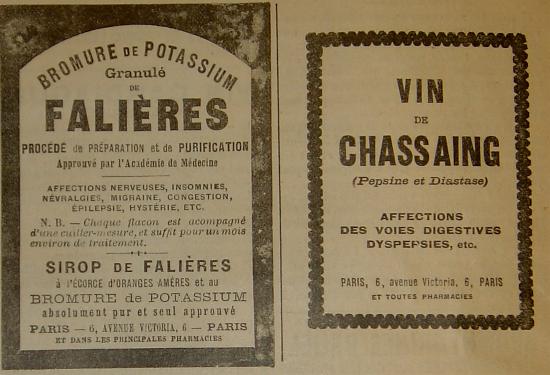 BROMURE DE POTASSIUM
Granulé
DE
FALIÈRES
PROCÉDÉ de PRÉPARATION et de PURIFICATION
Approuvé par l'Académie de Médecine
AFFECTIONS NERVEUSES, INSOMNIES,
NÉVRALGIES, MIGRAINE, CONGESTION,
ÉPILEPSIE, HYSTÉRIE, ETC.
N. B. — Chaque flacon est acompagné
d'une cuiller-mesure, et suffit pour un mois
environ de traitement.
SIROP DE FALIÈRES
à l'ÉCORCE d'ORANGES AMÉRES et au
BROMURE de POTASSIUM
absolument pur et seul approuvé
PARIS — 6, AVENUE VICTORIA, 6 — PARIS
ET DANS LES PRINCIPALES PHARMACIES
VIN
DE
CHASSAING
(Pepsine et Diastase)
AFFECTIONS
DES VOIES DIGESTIVES
DYSPEPSIES, etc.
PARIS, 6, avenue Victoria, 6, PARIS
ET TOUTES PHARMACIES